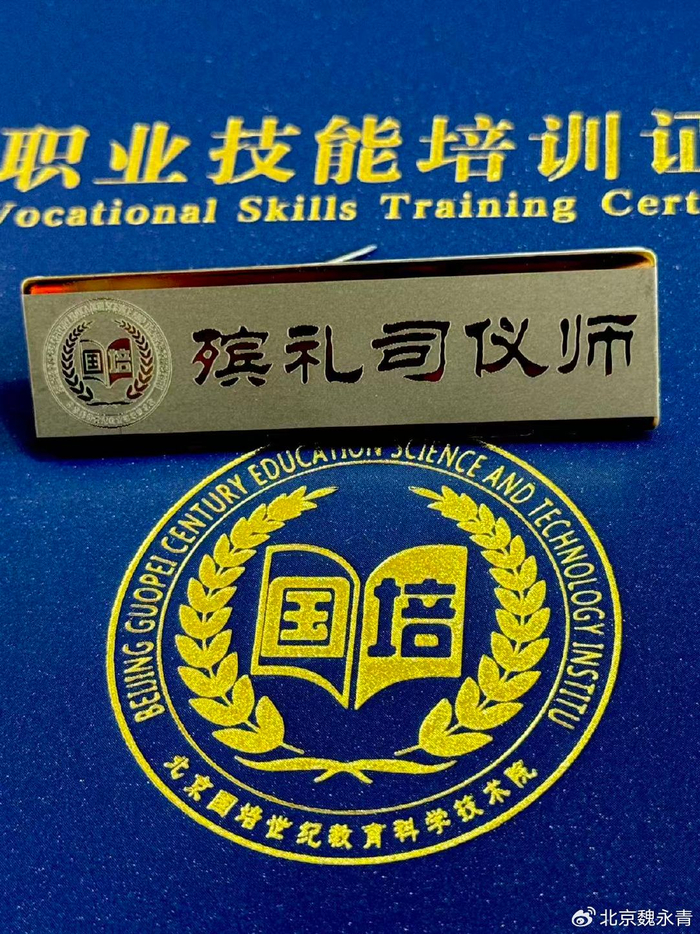 职业技能培训证
Vocational Skills Training Cert
国培
殡礼司仪师
BEIJING GUOPEI CENTURY EDUCATION SCIENCE AND TECHNOLOGY INSTITU
国培
北京国培世纪教育科学技术院
@北京魏永青